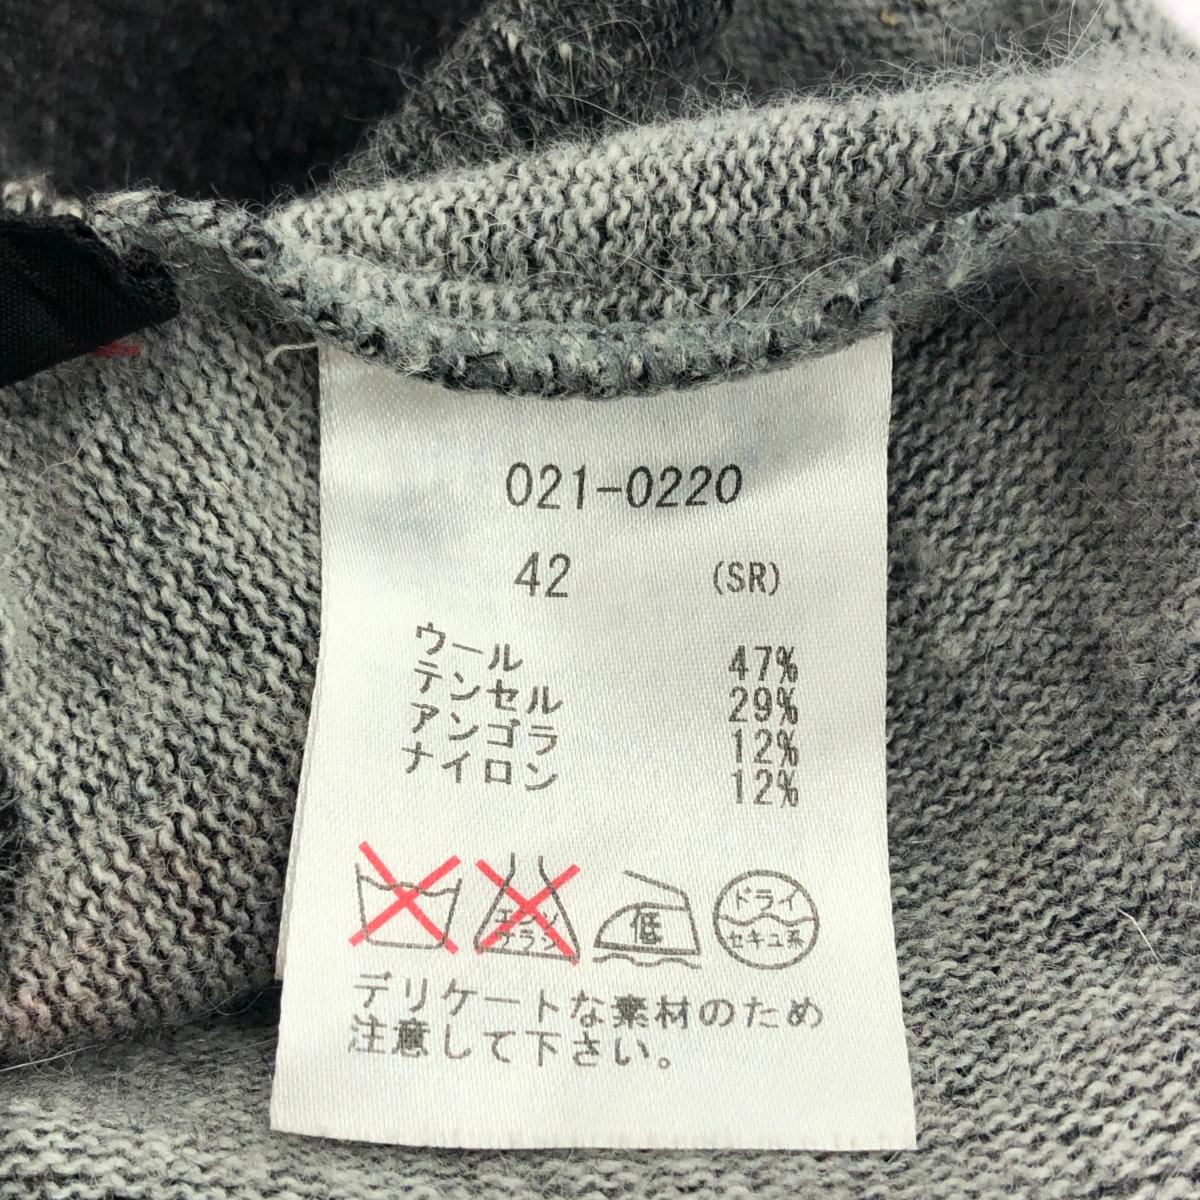 021-0220
42 (SR)
ウール 47%
テンセル 29%
アンゴラ 12%
ナイロン 12%
エンソ
サラシ
低
ドライ
セキユ系
デリケートな素材のため
注意して下さい。